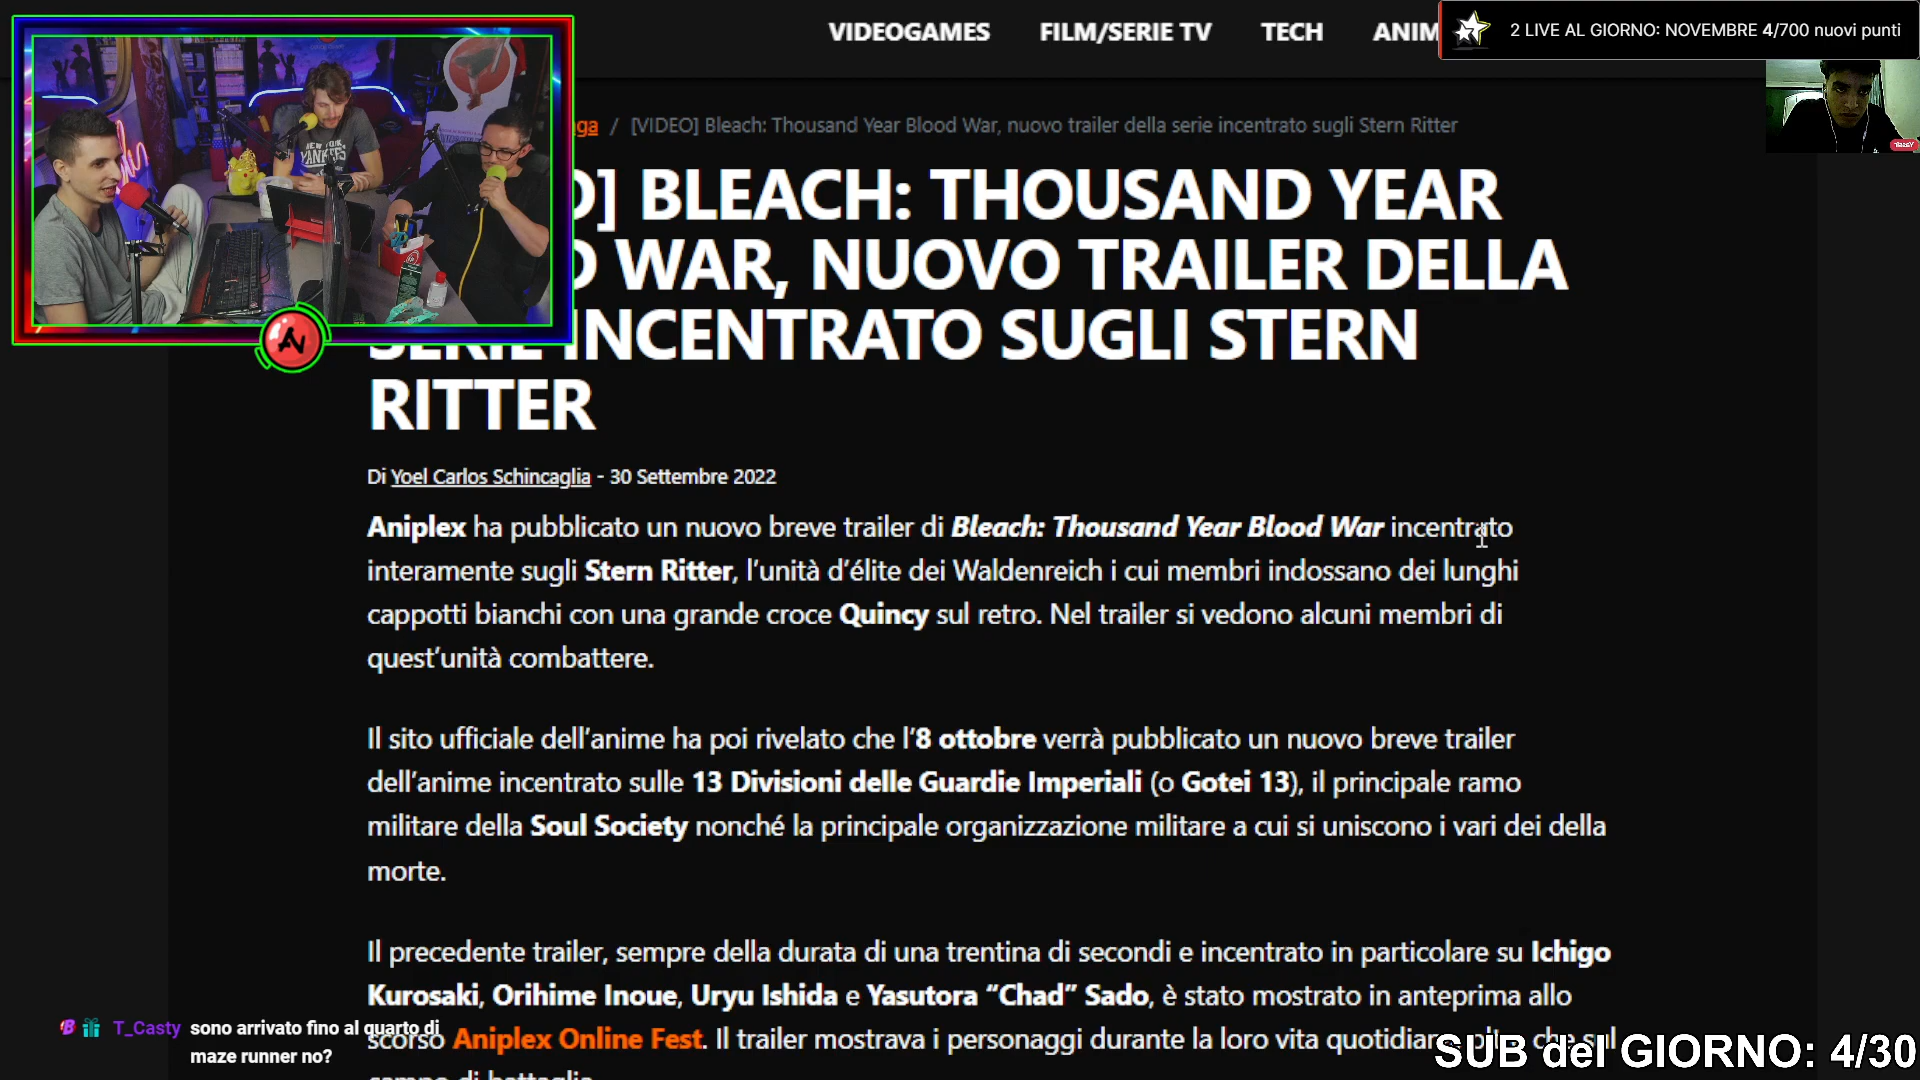 VIDEOGAMES FILM/SERIE TV TECH ANIM
2 LIVE AL GIORNO: NOVEMBRE 4/700 nuovi punti
/ [VIDEO] Bleach: Thousand Year Blood War, nuovo trailer della serie incentrato sugli Stern Ritter
NEW YORK
YANKEES
] BLEACH: THOUSAND YEAR
WAR, NUOVO TRAILER DELLA
SERIE INCENTRATO SUGLI STERN
RITTER
Di Yoel Carlos Schincaglia - 30 Settembre 2022
Aniplex ha pubblicato un nuovo breve trailer di Bleach: Thousand Year Blood War incentrato
interamente sugli Stern Ritter, l’unità d’élite dei Waldenreich i cui membri indossano dei lunghi
cappotti bianchi con una grande croce Quincy sul retro. Nel trailer si vedono alcuni membri di
quest’unità combattere.
Il sito ufficiale dell’anime ha poi rivelato che l’8 ottobre verrà pubblicato un nuovo breve trailer
dell’anime incentrato sulle 13 Divisioni delle Guardie Imperiali (o Gotei 13), il principale ramo
militare della Soul Society nonché la principale organizzazione militare a cui si uniscono i vari dei della
morte.
Il precedente trailer, sempre della durata di una trentina di secondi e incentrato in particolare su Ichigo
Kurosaki, Orihime Inoue, Uryu Ishida e Yasutora “Chad” Sado, è stato mostrato in anteprima allo
scorso Aniplex Online Fest. Il trailer mostrava i personaggi durante la loro vita
T_Casty sono arrivato fino al quarto di
maze runner no?
SUB del GIORNO: 4/30